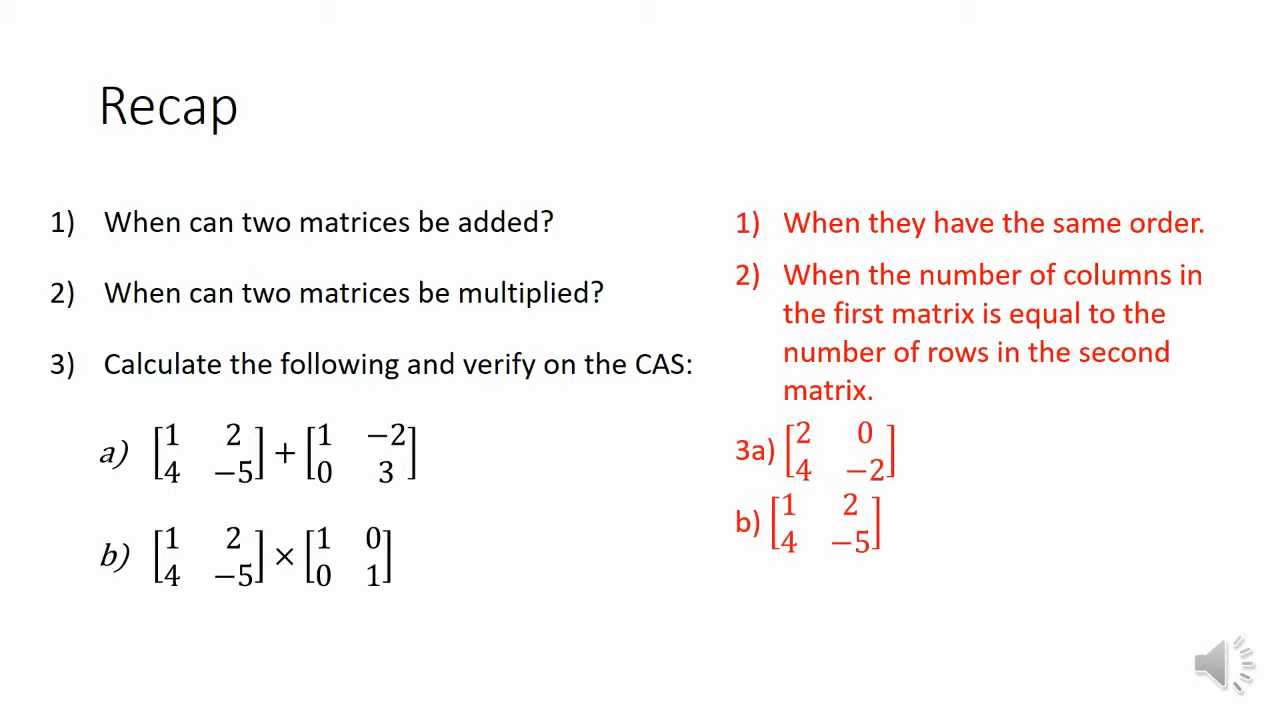 Recap
1) When can two matrices be added?
2) When can two matrices be multiplied?
3) Calculate the following and verify on the CAS:
a) [1 2
4 −5] + [1 −2
0 3]
b) [1 2
4 −5] × [1 0
0 1]
1) When they have the same order.
2) When the number of columns in
the first matrix is equal to the
number of rows in the second
matrix.
3a) [2 0
4 −2]
b) [1 2
4 −5]